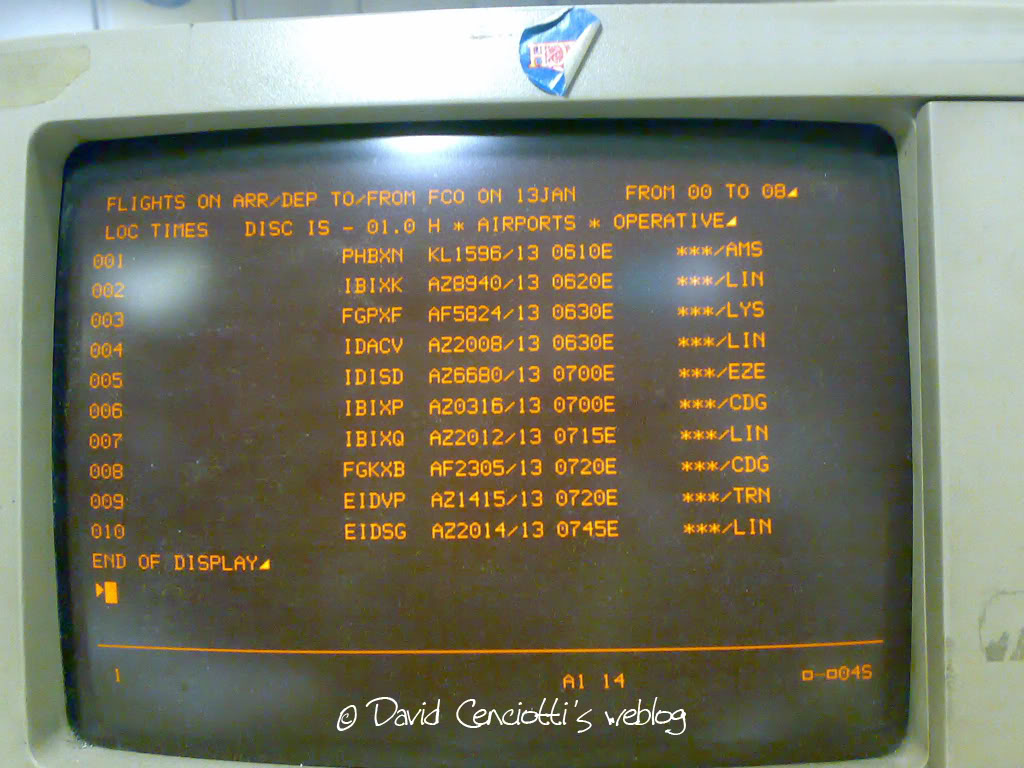 FLIGHTS ON ARR/DEP TO/FROM FCO ON 13JAN FROM 00 TO 08
LOC TIMES DISC IS - 01.0 H * AIRPORTS * OPERATIVE
001 PHBXN KL1596/13 0610E ***/AMS
002 IBIXK AZ8940/13 0620E ***/LIN
003 FGPXF AF5824/13 0630E ***/LYS
004 IDACV AZ2008/13 0630E ***/LIN
005 IDISD AZ6680/13 0700E ***/EZE
006 IBIXP AZ0316/13 0700E ***/CDG
007 IBIXQ AZ2012/13 0715E ***/LIN
008 FGKXB AF2305/13 0720E ***/CDG
009 EIDVP AZ1415/13 0720E ***/TRN
010 EIDSG AZ2014/13 0745E ***/LIN
END OF DISPLAY
1 A1 14 □-□04S
© David Cenciotti's weblog